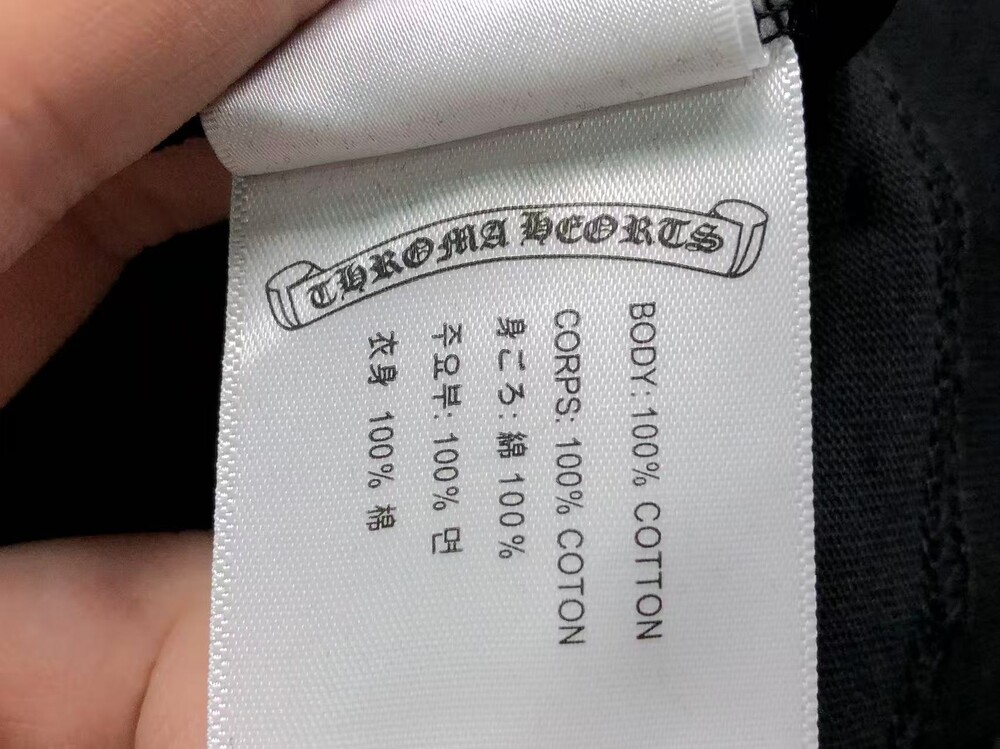 THROMA HEORTS
BODY: 100% COTTON
CORPS: 100% COTON
身ごろ: 綿 100%
주요부: 100% 면
衣身 100% 棉